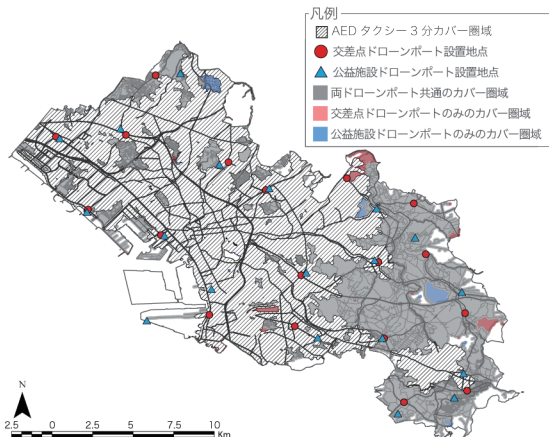 凡例
AEDタクシー3分カバー圏域
交差点ドローンポート設置地点
公益施設ドローンポート設置地点
両ドローンポート共通のカバー圏域
交差点ドローンポートのみのカバー圏域
公益施設ドローンポートのみのカバー圏域
N
2.5 0 2.5 5 7.5 10
Km